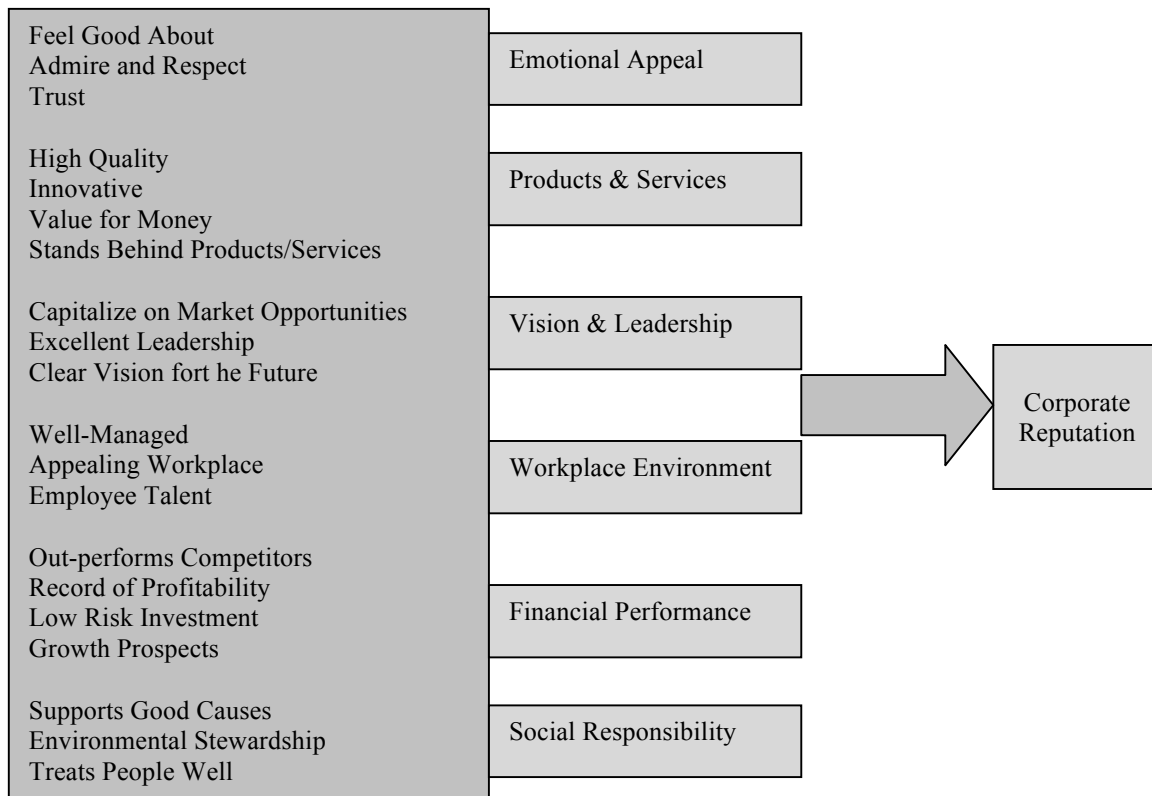 Feel Good About
Admire and Respect
Trust
Emotional Appeal
High Quality
Innovative
Value for Money
Stands Behind Products/Services
Products & Services
Capitalize on Market Opportunities
Excellent Leadership
Clear Vision fort he Future
Vision & Leadership
Well-Managed
Appealing Workplace
Employee Talent
Workplace Environment
Out-performs Competitors
Record of Profitability
Low Risk Investment
Growth Prospects
Financial Performance
Supports Good Causes
Environmental Stewardship
Treats People Well
Social Responsibility
Corporate
Reputation